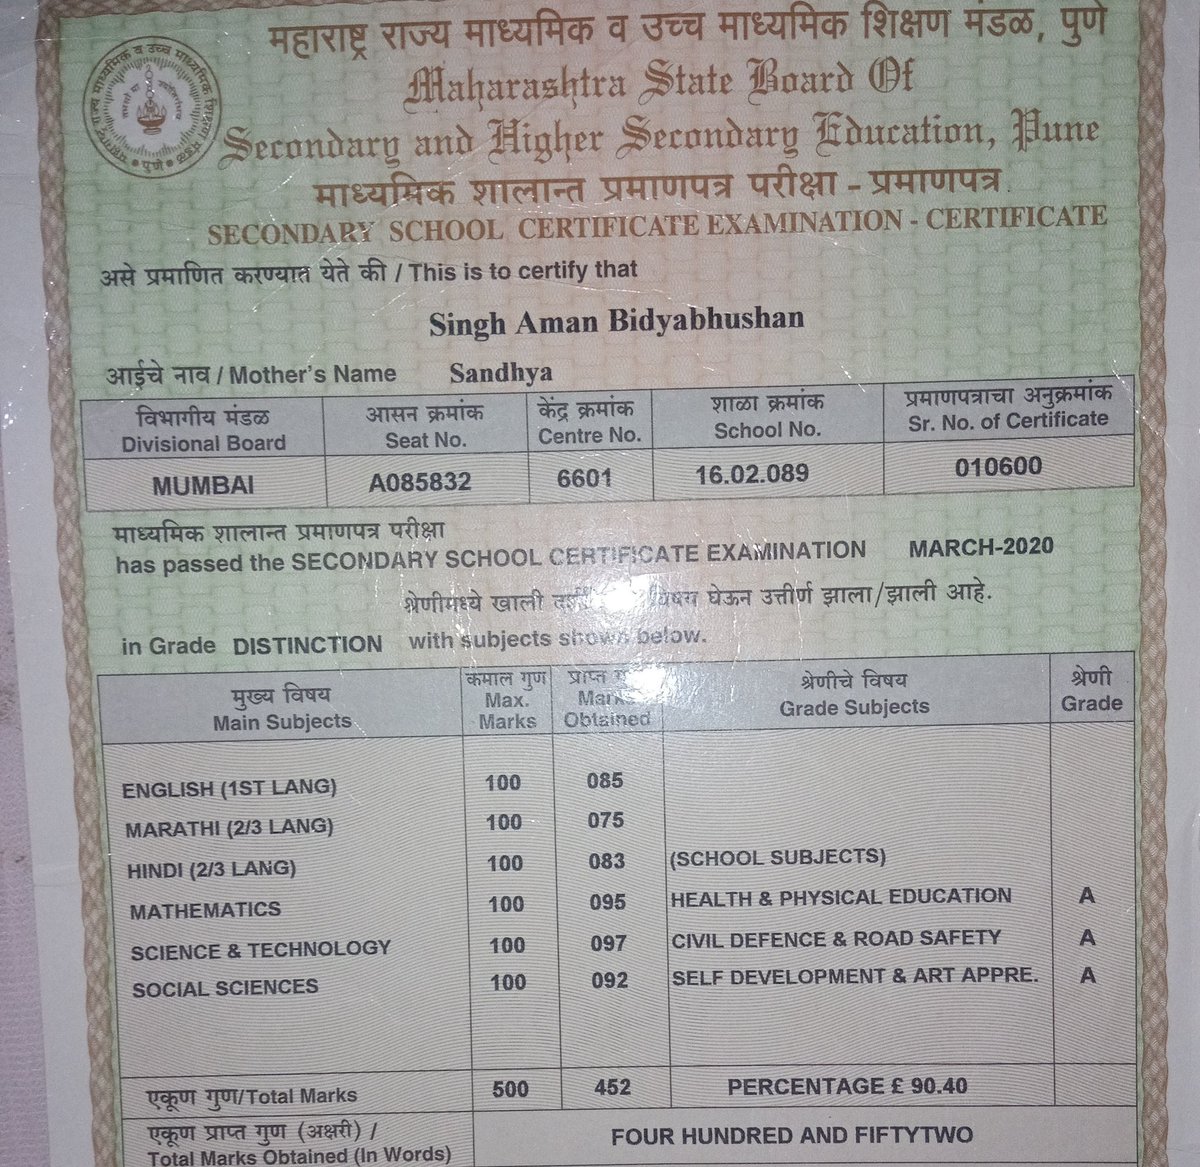 महाराष्ट्र राज्य माध्यमिक व उच्च माध्यमिक शिक्षण मंडळ, पुणे
Maharashtra State Board Of
Secondary and Higher Secondary Education, Pune
माध्यमिक शालान्त प्रमाणपत्र परीक्षा - प्रमाणपत्र
SECONDARY SCHOOL CERTIFICATE EXAMINATION - CERTIFICATE
असे प्रमाणित करण्यात येते की / This is to certify that
Singh Aman Bidyabhushan
आईचे नाव / Mother's Name Sandhya
विभागीय मंडळ आसन क्रमांक केंद्र क्रमांक शाळा क्रमांक प्रमाणपत्राचा अनुक्रमांक
Divisional Board Seat No. Centre No. School No. Sr. No. of Certificate
MUMBAI A085832 6601 16.02.089 010600
माध्यमिक शालान्त प्रमाणपत्र परीक्षा
has passed the SECONDARY SCHOOL CERTIFICATE EXAMINATION MARCH-2020
श्रेणीमध्ये खाली विषय घेऊन उत्तीर्ण झाला/झाली आहे.
in Grade DISTINCTION with subjects shown below.
मुख्य विषय कमाल गुण प्राप्त श्रेणीचे विषय श्रेणी
Main Subjects Max. Marks Marks Obtained Grade Subjects Grade
ENGLISH (1ST LANG) 100 085
MARATHI (2/3 LANG) 100 075
HINDI (2/3 LANG) 100 083 (SCHOOL SUBJECTS)
MATHEMATICS 100 095 HEALTH & PHYSICAL EDUCATION A
SCIENCE & TECHNOLOGY 100 097 CIVIL DEFENCE & ROAD SAFETY A
SOCIAL SCIENCES 100 092 SELF DEVELOPMENT & ART APPRE. A
एकूण गुण/Total Marks 500 452 PERCENTAGE £ 90.40
एकूण प्राप्त गुण (अक्षरी) /
Total Marks Obtained (In Words) FOUR HUNDRED AND FIFTYTWO